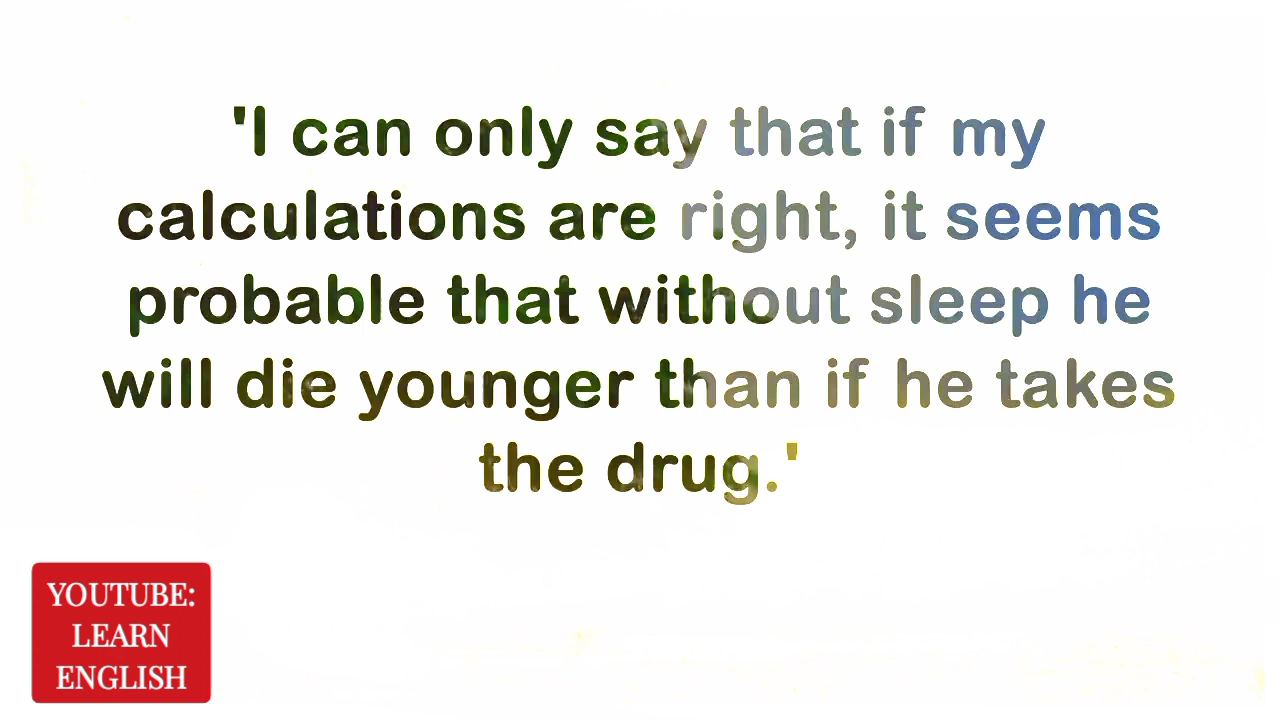 'I can only say that if my
calculations are right, it seems
probable that without sleep he
will die younger than if he takes
the drug.'
YOUTUBE:
LEARN
ENGLISH